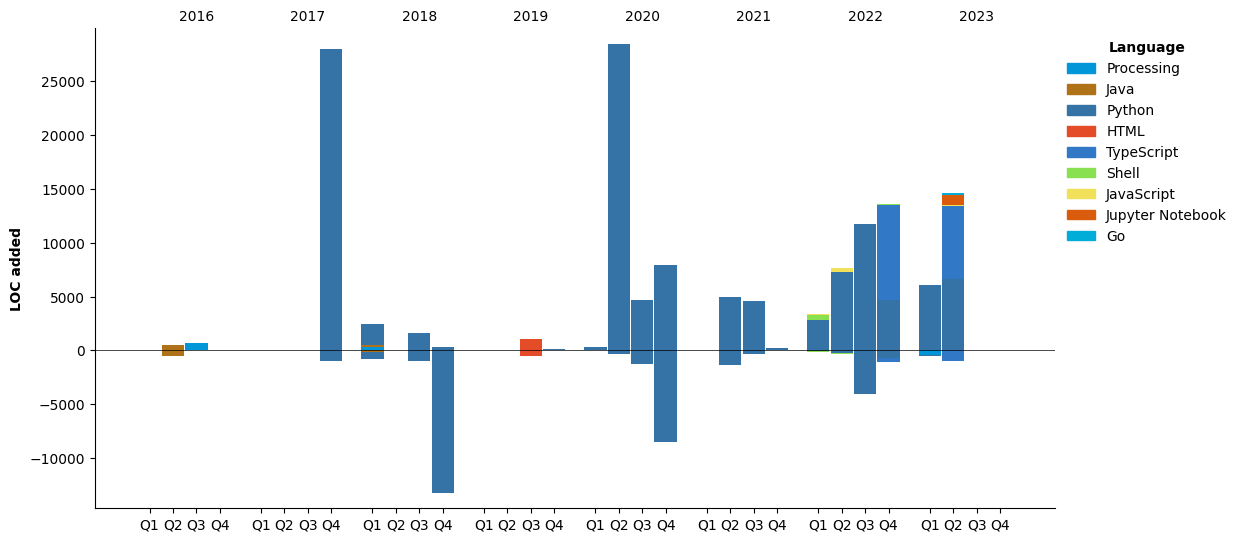 2016 2017 2018 2019 2020 2021 2022 2023
Language
Processing
Java
Python
HTML
TypeScript
Shell
JavaScript
Jupyter Notebook
Go
LOC added
25000
20000
15000
10000
5000
0
−5000
−10000
Q1 Q2 Q3 Q4 Q1 Q2 Q3 Q4 Q1 Q2 Q3 Q4 Q1 Q2 Q3 Q4 Q1 Q2 Q3 Q4 Q1 Q2 Q3 Q4 Q1 Q2 Q3 Q4 Q1 Q2 Q3 Q4